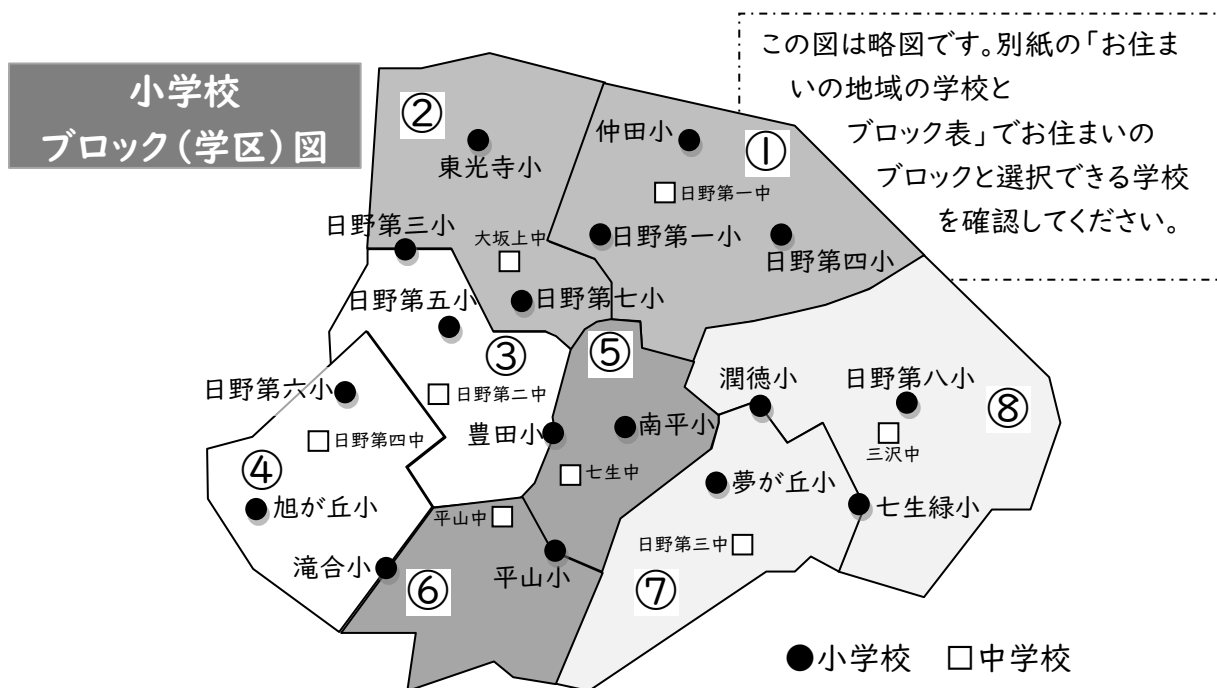 小学校
ブロック(学区)図
この図は略図です。別紙の「お住ま
いの地域の学校と
ブロック表」でお住まいの
ブロックと選択できる学校
を確認してください。
②
東光寺小
仲田小
①
日野第一中
日野第三小
大坂上中
日野第一小
日野第四小
日野第五小
日野第七小
③
⑤
日野第六小
日野第二中
潤徳小
日野第八小
⑧
日野第四中
豊田小
南平小
三沢中
④
七生中
夢が丘小
旭が丘小
平山中
七生緑小
日野第三中
滝合小
平山小
⑥
⑦
●小学校 □中学校